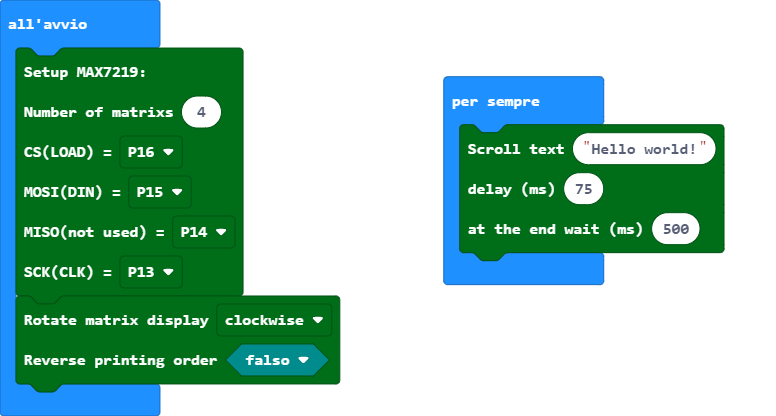 all'avvio
Setup MAX7219:
Number of matrixs 4
CS(LOAD) = P16
MOSI(DIN) = P15
MISO(not used) = P14
SCK(CLK) = P13
Rotate matrix display clockwise
Reverse printing order falso
per sempre
Scroll text "Hello world!"
delay (ms) 75
at the end wait (ms) 500